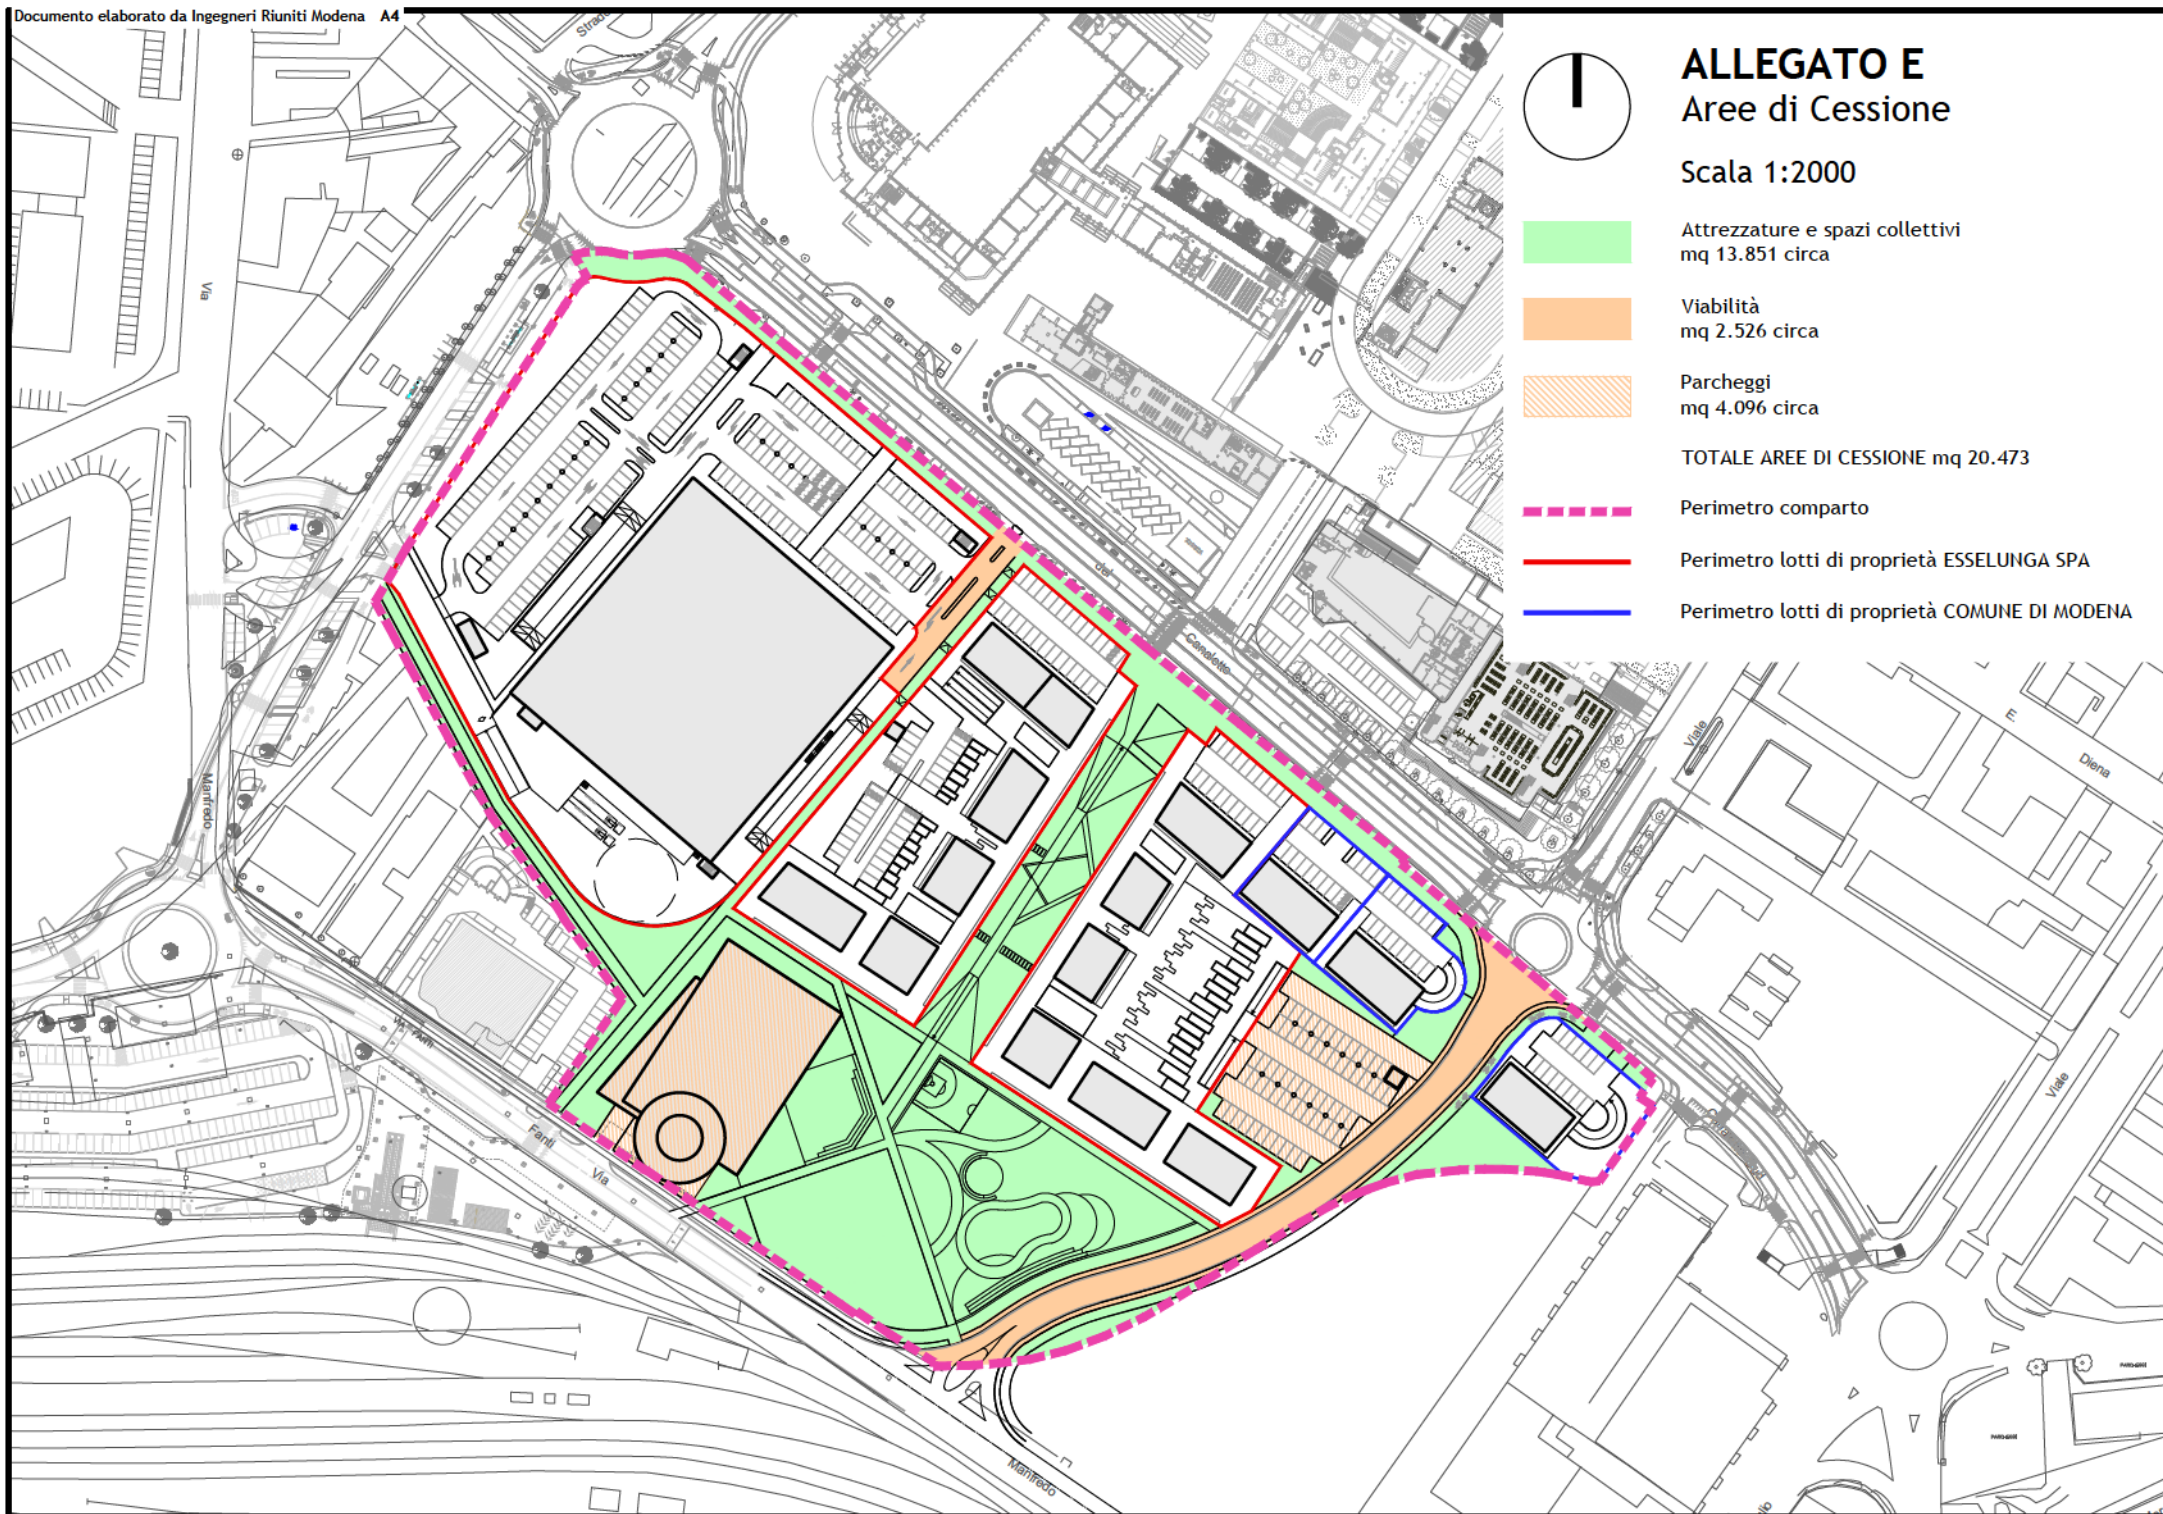 Documento elaborato da Ingegneri Riuniti Modena A4
ALLEGATO E
Aree di Cessione
Scala 1:2000
Attrezzature e spazi collettivi
mq 13.851 circa
Viabilità
mq 2.526 circa
Parcheggi
mq 4.096 circa
TOTALE AREE DI CESSIONE mq 20.473
Perimetro comparto
Perimetro lotti di proprietà ESSELUNGA SPA
Perimetro lotti di proprietà COMUNE DI MODENA
Via
Manfredo
Fanti
Via
Manfredo
del
Canaletto
Viale
E
Diena
Viale